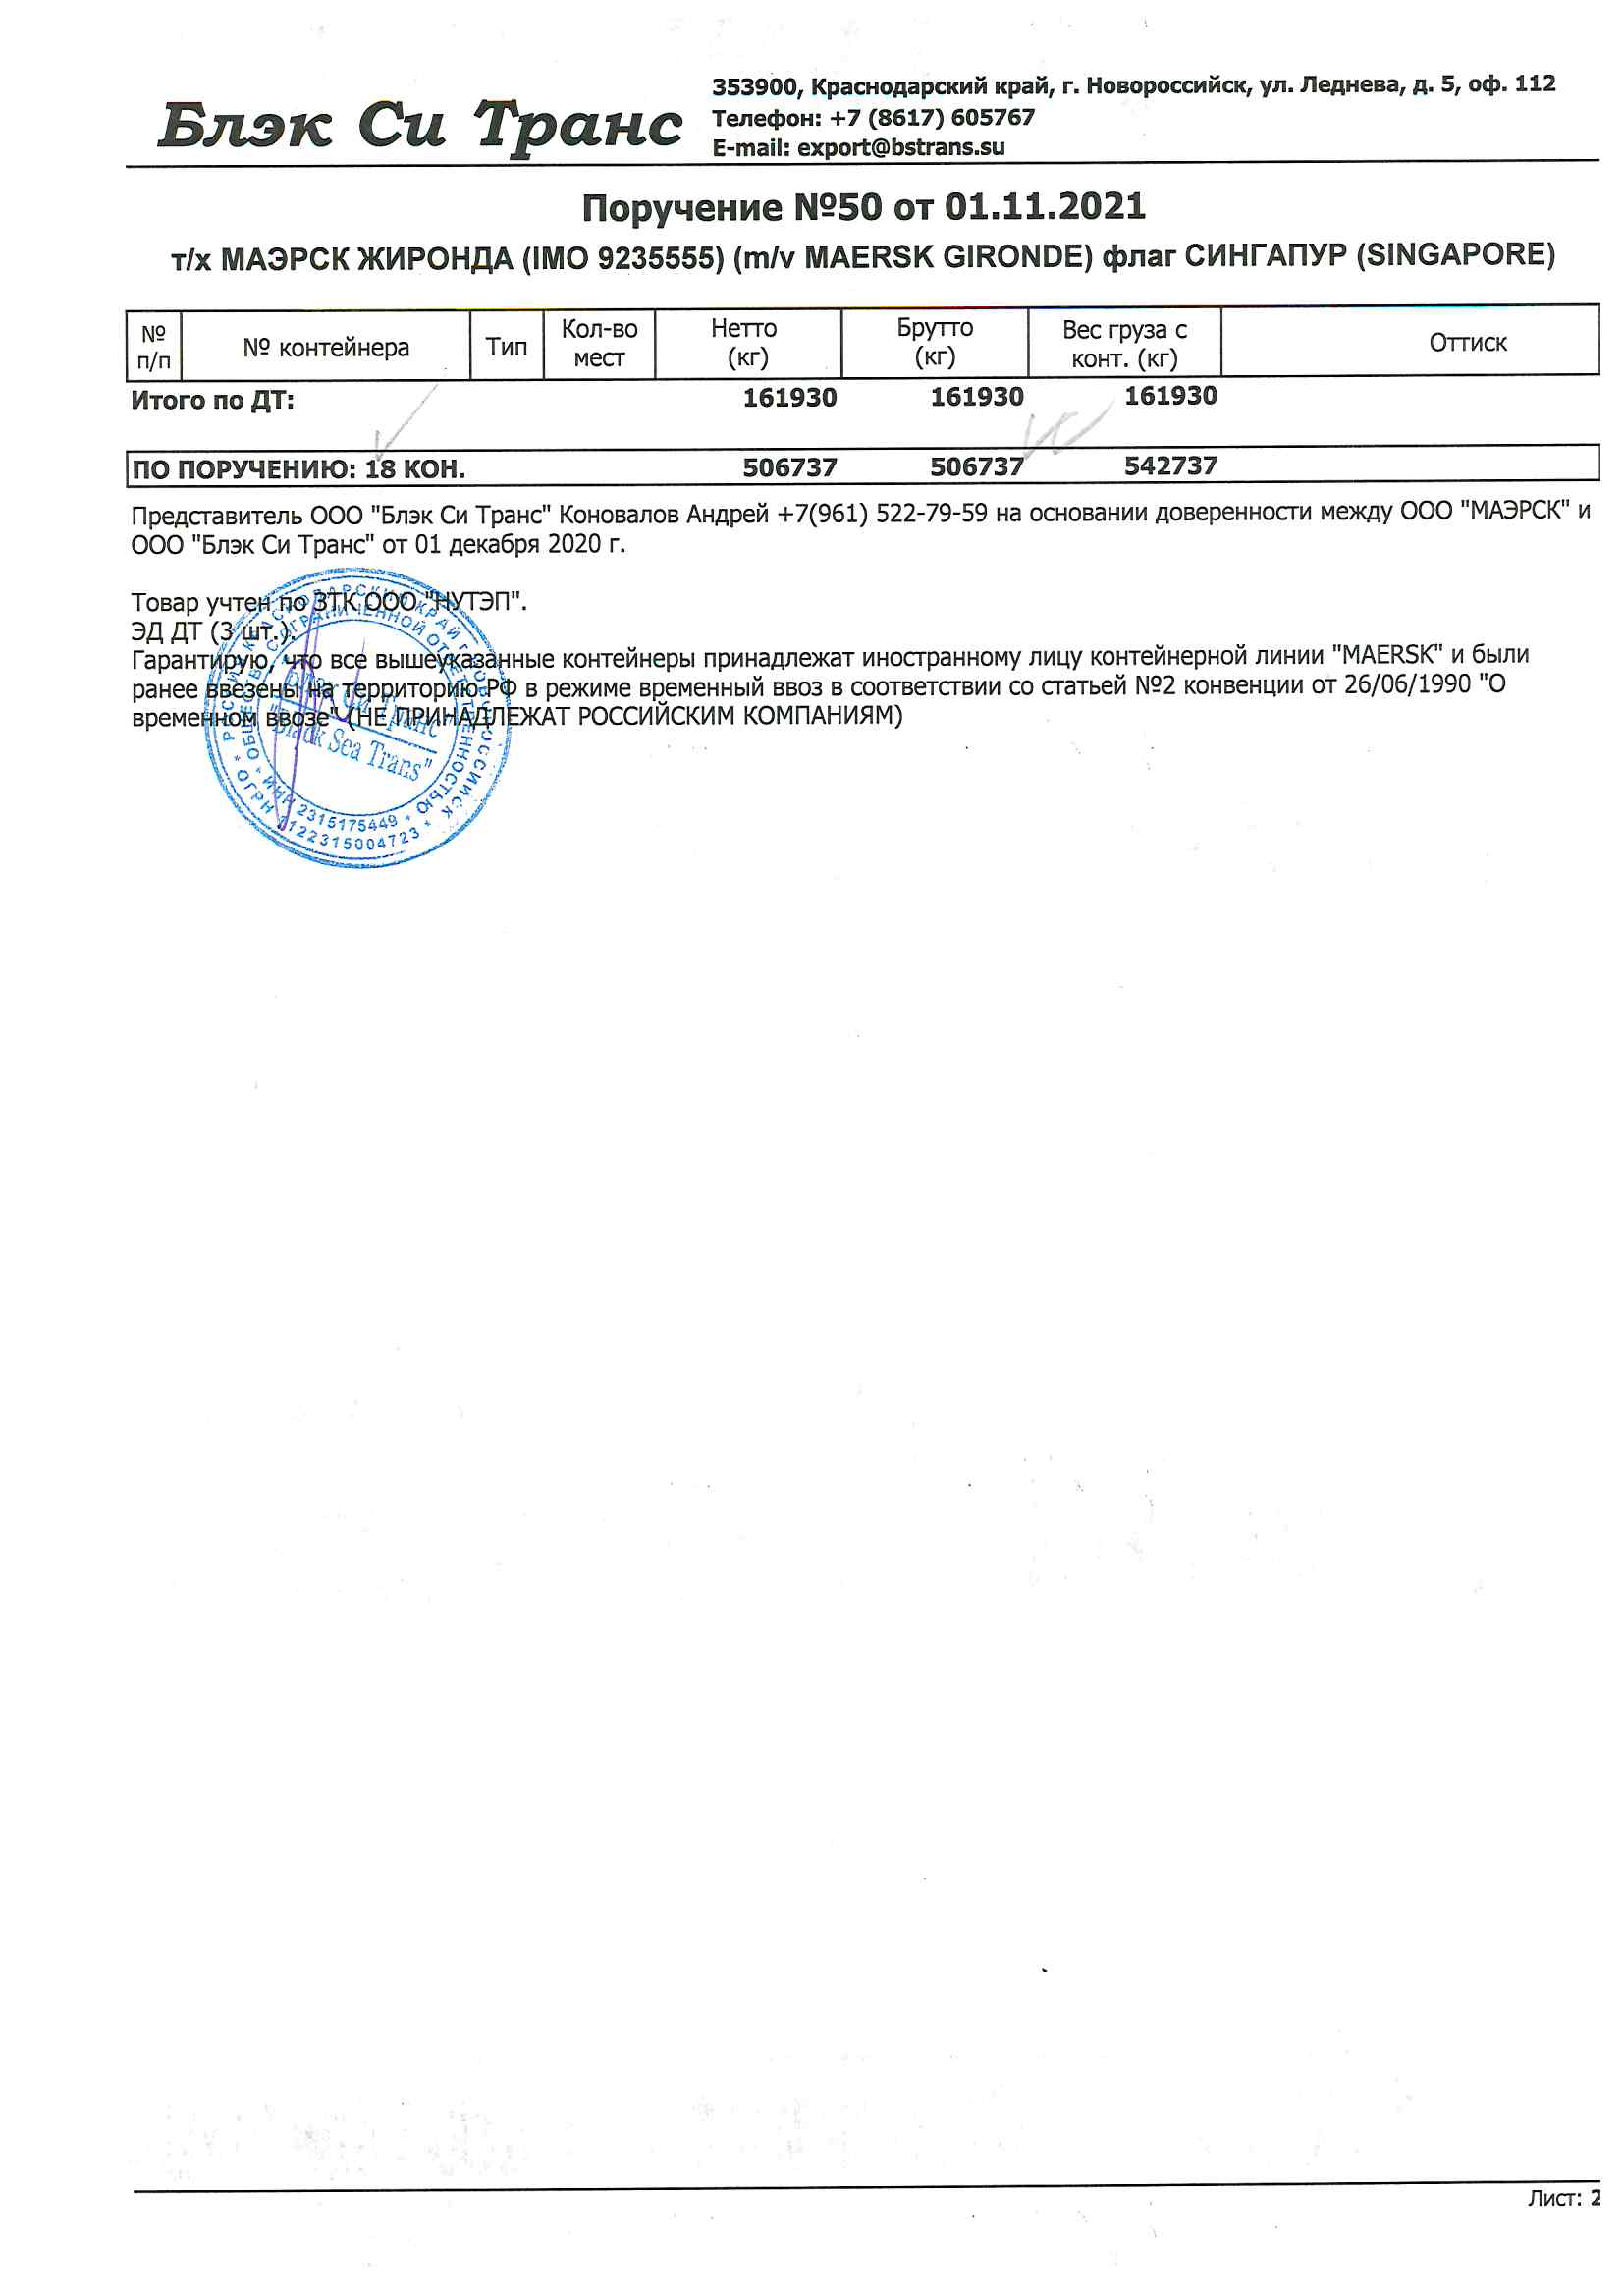 Блэк Си Транс
353900, Краснодарский край, г. Новороссийск, ул. Леднева, д. 5, оф. 112
Телефон: +7 (8617) 605767
E-mail: export@bstrans.su
Поручение №50 от 01.11.2021
т/х МАЭРСК ЖИРОНДА (IMO 9235555) (m/v MAERSK GIRONDE) флаг СИНГАПУР (SINGAPORE)
№ п/п № контейнера Тип Кол-во мест Нетто (кг) Брутто (кг) Вес груза с конт. (кг) Оттиск
Итого по ДТ: 161930 161930 161930
ПО ПОРУЧЕНИЮ: 18 КОН. 506737 506737 542737
Представитель ООО "Блэк Си Транс" Коновалов Андрей +7(961) 522-79-59 на основании доверенности между ООО "МАЭРСК" и
ООО "Блэк Си Транс" от 01 декабря 2020 г.
Товар учтен по ЗТК ООО "НУТЭП".
ЭД ДТ (3 шт.).
Гарантирую, что все вышеуказанные контейнеры принадлежат иностранному лицу контейнерной линии "MAERSK" и были
ранее ввезены на территорию РФ в режиме временный ввоз в соответствии со статьей №2 конвенции от 26/06/1990 "О
временном ввозе" (НЕ ПРИНАДЛЕЖАТ РОССИЙСКИМ КОМПАНИЯМ)
"Блэк Си Транс"
"Black Sea Trans"
ИНН 2315175449
ОГРН 1122315004723
Лист: 2